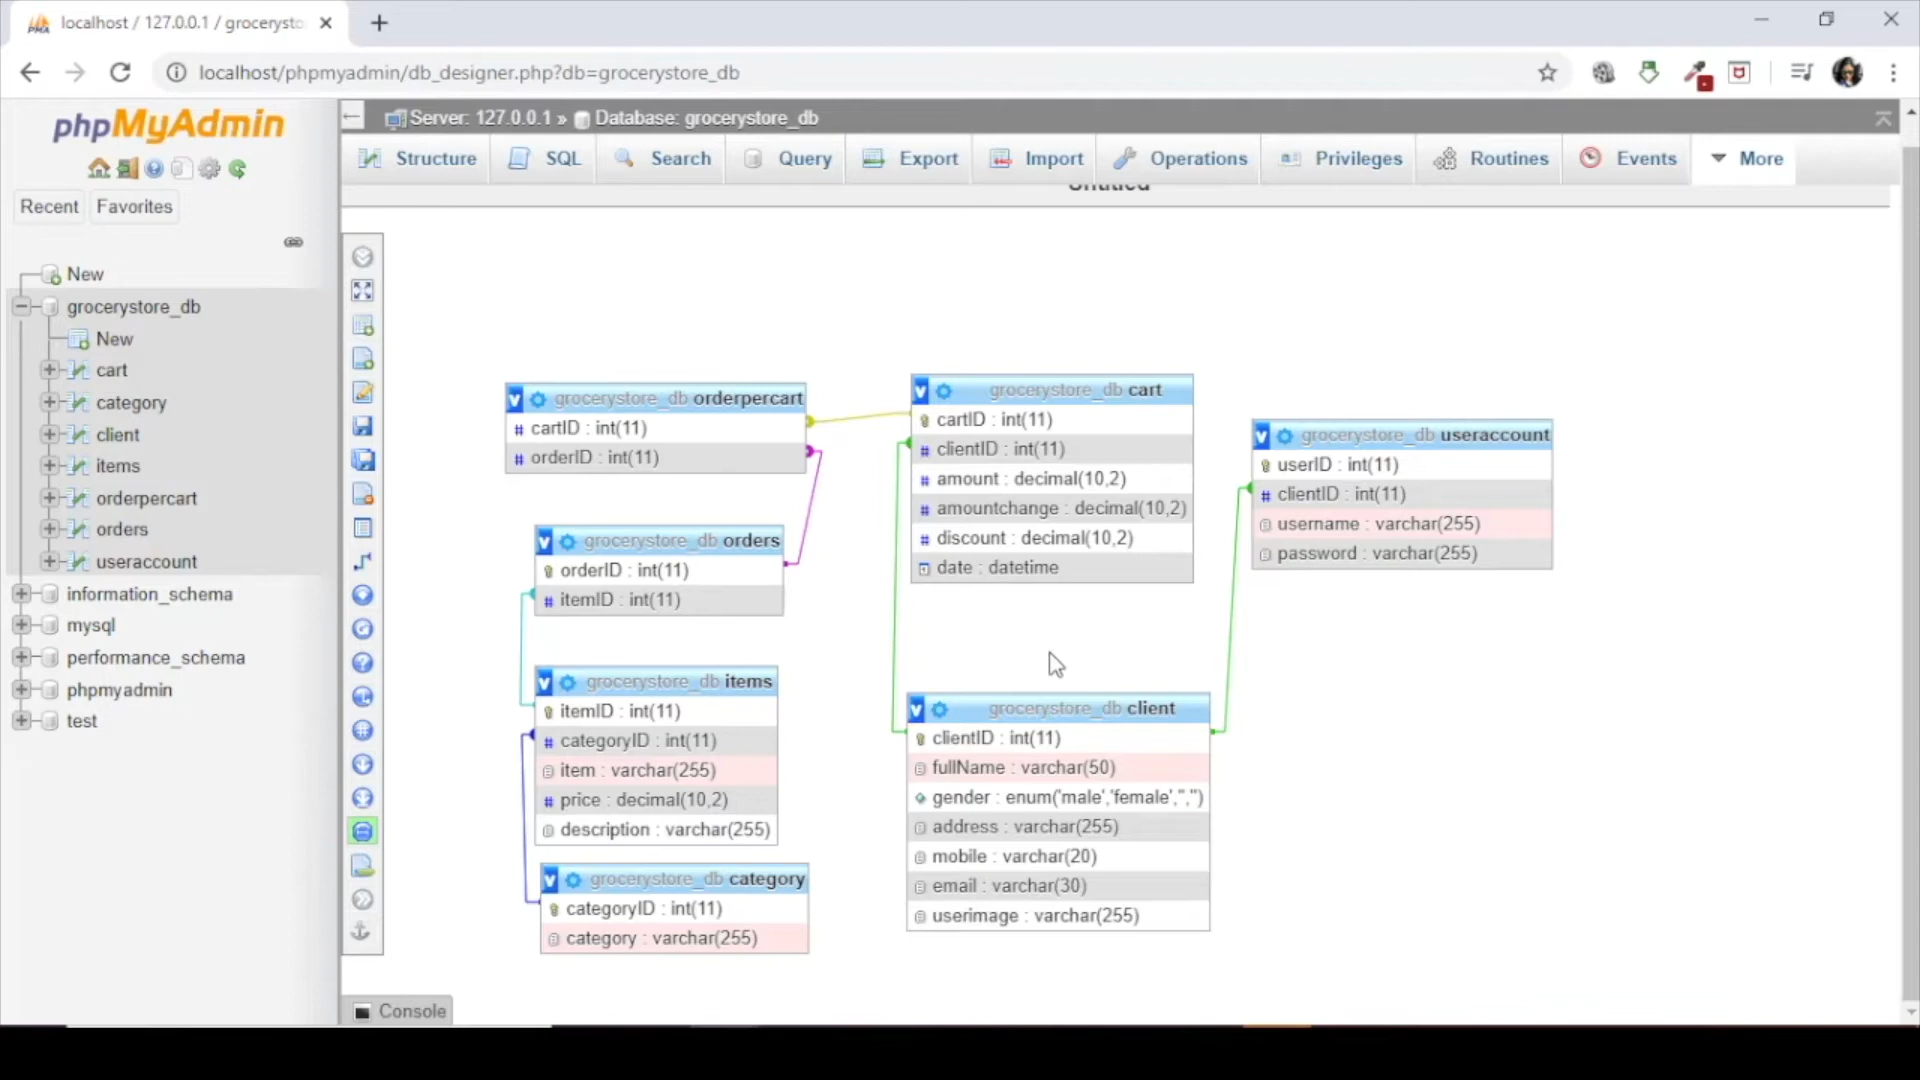 localhost / 127.0.0.1 / grocerysto
localhost/phpmyadmin/db_designer.php?db=grocerystore_db
phpMyAdmin
Recent
Favorites
New
grocerystore_db
New
cart
category
client
items
orderpercart
orders
useraccount
information_schema
mysql
performance_schema
phpmyadmin
test
Server: 127.0.0.1 » Database: grocerystore_db
Structure
SQL
Search
Query
Export
Import
Operations
Privileges
Routines
Events
More
Untitled
grocerystore_db orderpercart
cartID : int(11)
orderID : int(11)
grocerystore_db orders
orderID : int(11)
itemID : int(11)
grocerystore_db items
itemID : int(11)
categoryID : int(11)
item : varchar(255)
price : decimal(10,2)
description : varchar(255)
grocerystore_db category
categoryID : int(11)
category : varchar(255)
grocerystore_db cart
cartID : int(11)
clientID : int(11)
amount : decimal(10,2)
amountchange : decimal(10,2)
discount : decimal(10,2)
date : datetime
grocerystore_db client
clientID : int(11)
fullName : varchar(50)
gender : enum('male','female','','')
address : varchar(255)
mobile : varchar(20)
email : varchar(30)
userimage : varchar(255)
grocerystore_db useraccount
userID : int(11)
clientID : int(11)
username : varchar(255)
password : varchar(255)
Console